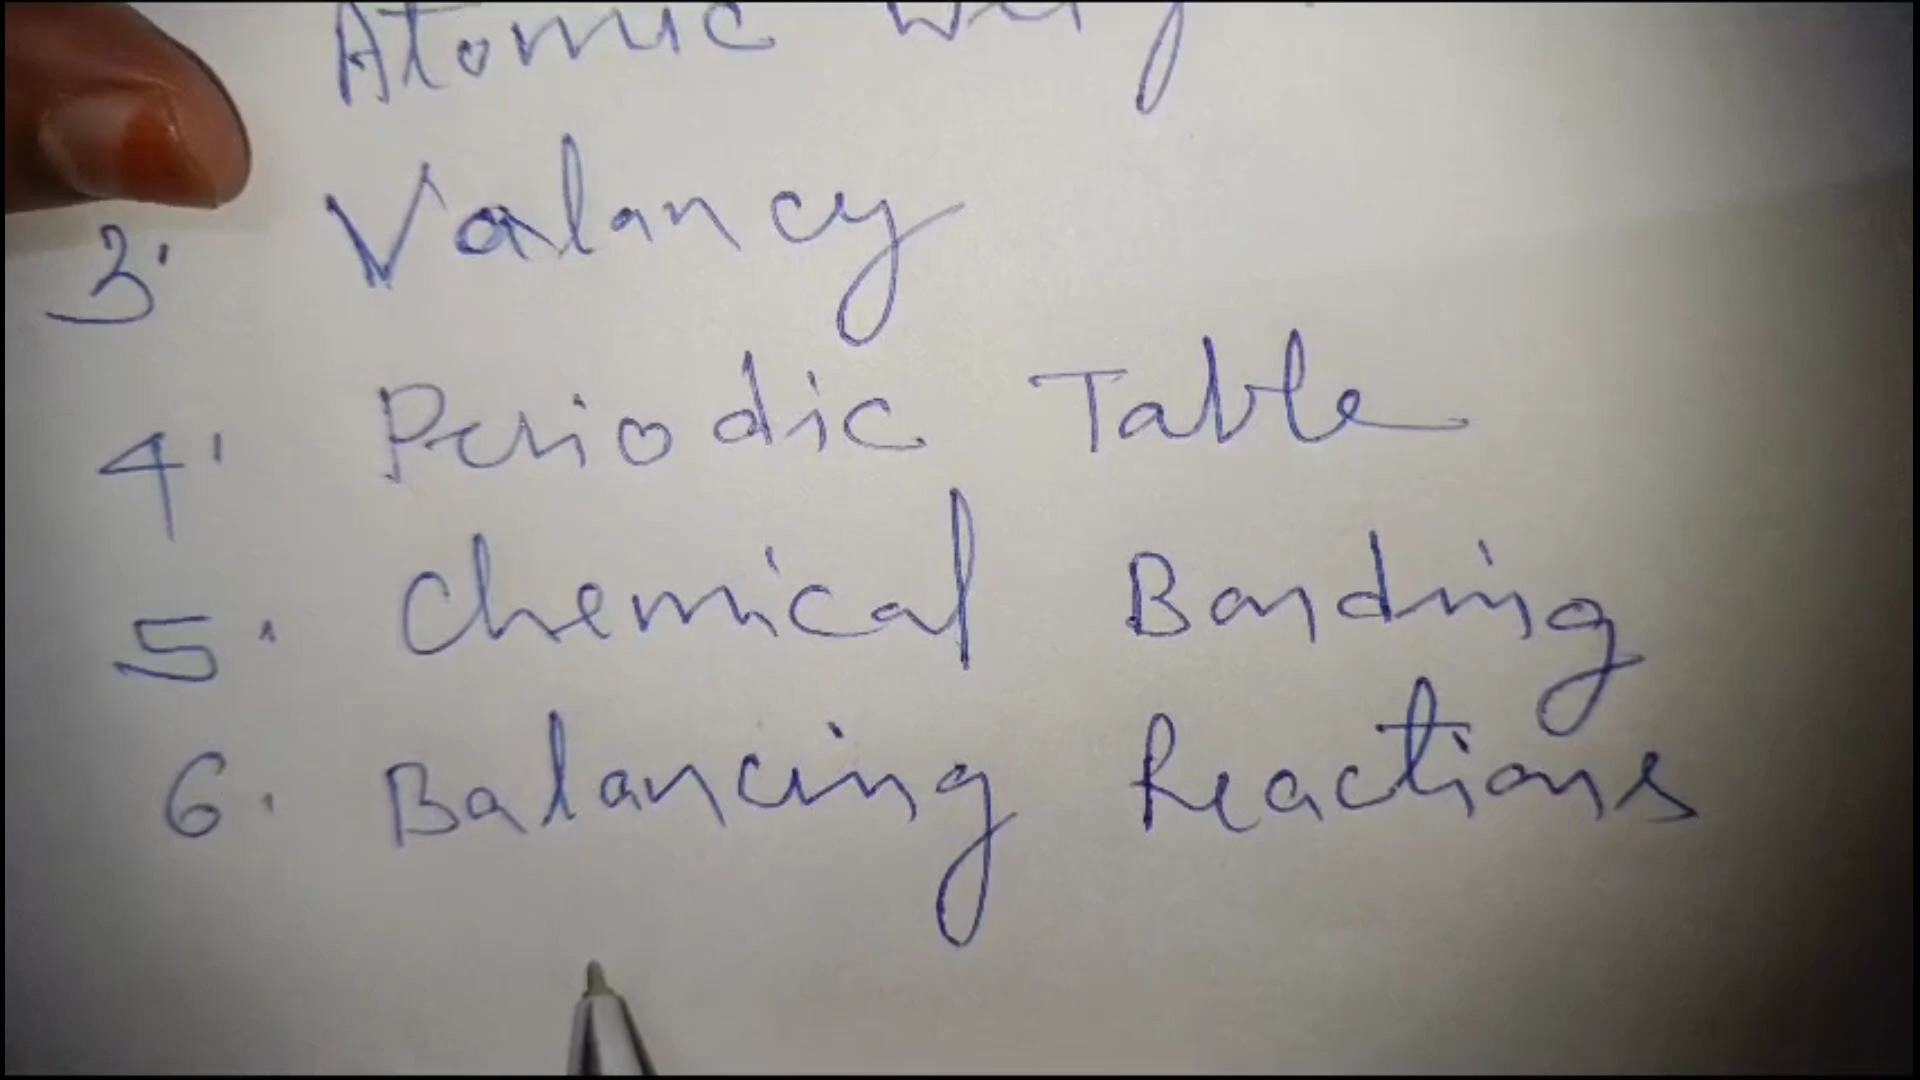 Atomic
3. Valancy
4. Periodic Table
5. Chemical Bonding
6. Balancing Reactions